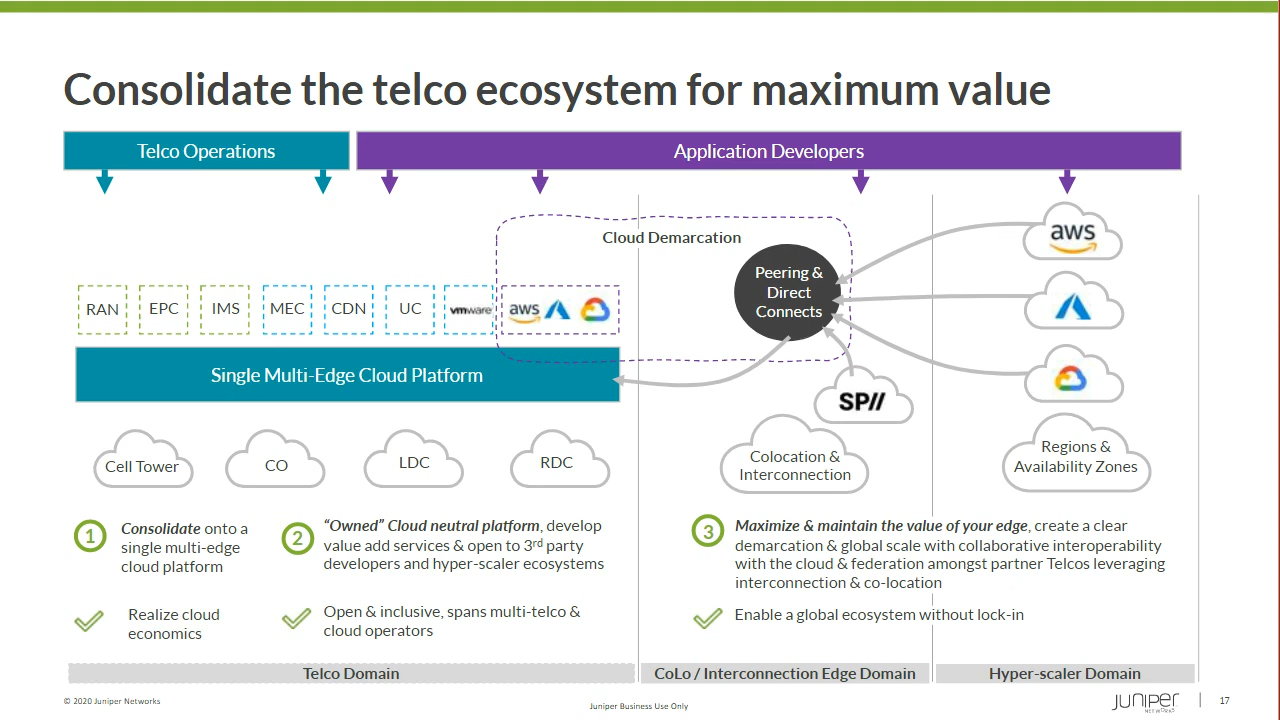 Consolidate the telco ecosystem for maximum value
Telco Operations
Application Developers
Cloud Demarcation
aws
Peering &
Direct
Connects
RAN
EPC
IMS
MEC
CDN
UC
vmware
aws
Single Multi-Edge Cloud Platform
SP//
Cell Tower
CO
LDC
RDC
Colocation &
Interconnection
Regions &
Availability Zones
1
Consolidate onto a
single multi-edge
cloud platform
2
“Owned” Cloud neutral platform, develop
value add services & open to 3rd party
developers and hyper-scaler ecosystems
3
Maximize & maintain the value of your edge, create a clear
demarcation & global scale with collaborative interoperability
with the cloud & federation amongst partner Telcos leveraging
interconnection & co-location
Realize cloud
economics
Open & inclusive, spans multi-telco &
cloud operators
Enable a global ecosystem without lock-in
Telco Domain
CoLo / Interconnection Edge Domain
Hyper-scaler Domain
© 2020 Juniper Networks
Juniper Business Use Only
JUNIPER
NETWORKS
17